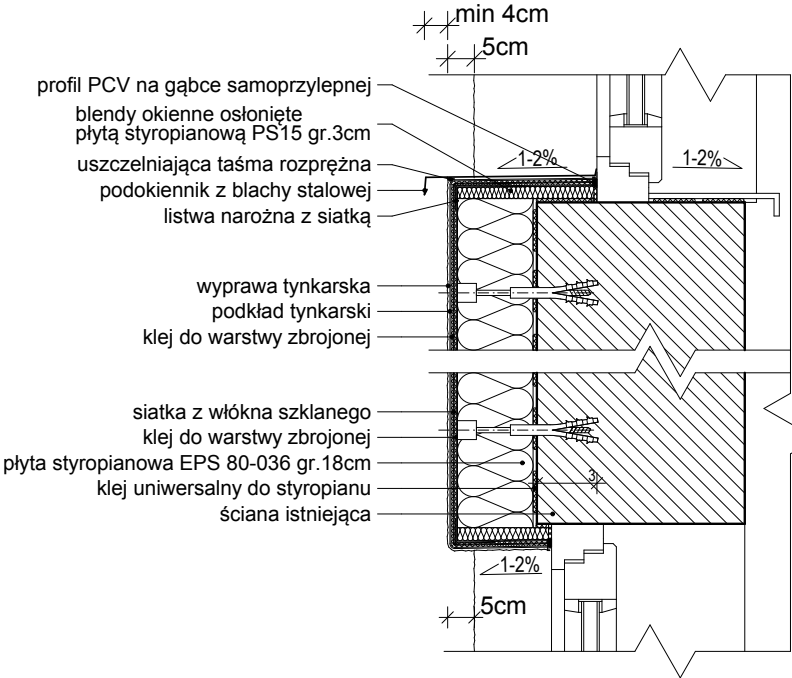 min 4cm
5cm
profil PCV na gąbce samoprzylepnej
blendy okienne osłonięte
płytą styropianową PS15 gr.3cm
1-2%
1-2%
uszczelniająca taśma rozprężna
podokiennik z blachy stalowej
listwa narożna z siatką
wyprawa tynkarska
podkład tynkarski
klej do warstwy zbrojonej
siatka z włókna szklanego
klej do warstwy zbrojonej
płyta styropianowa EPS 80-036 gr.18cm
klej uniwersalny do styropianu
3
ściana istniejąca
1-2%
5cm